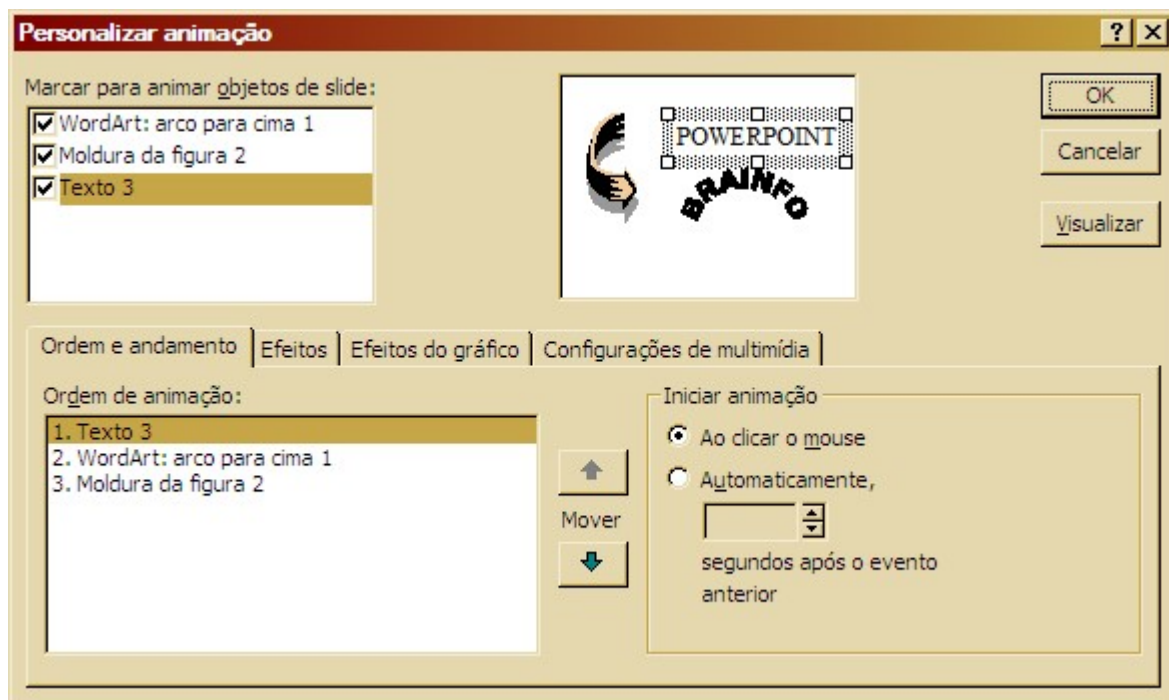 Personalizar animação
Marcar para animar objetos de slide:
WordArt: arco para cima 1
Moldura da figura 2
Texto 3
POWERPOINT
BRAINFO
OK
Cancelar
Visualizar
Ordem e andamento Efeitos Efeitos do gráfico Configurações de multimídia
Ordem de animação:
1. Texto 3
2. WordArt: arco para cima 1
3. Moldura da figura 2
Mover
Iniciar animação
Ao clicar o mouse
Automaticamente,
segundos após o evento
anterior